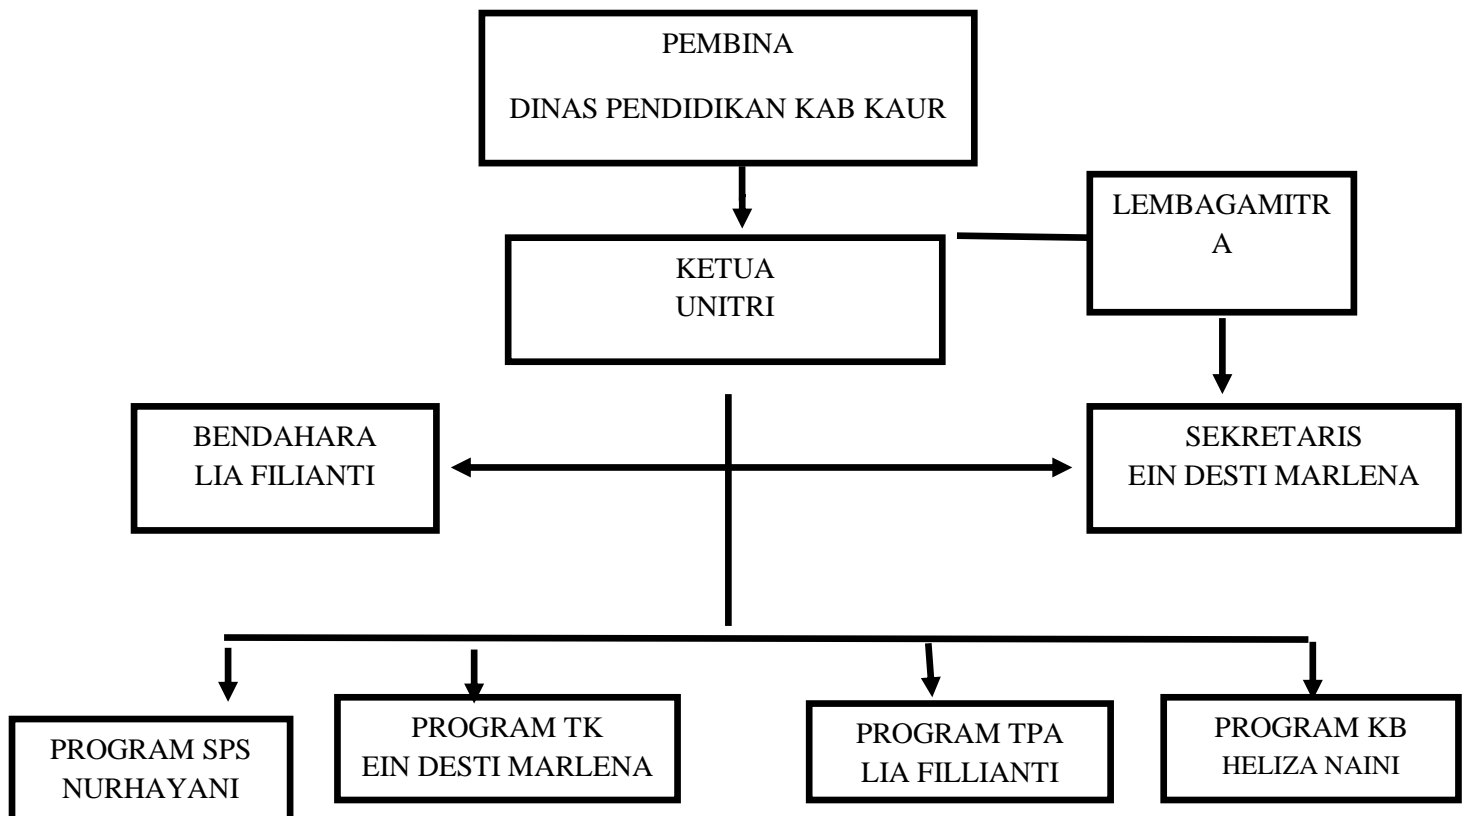 PEMBINA
DINAS PENDIDIKAN KAB KAUR
LEMBAGAMITR
A
KETUA
UNITRI
BENDAHARA
LIA FILIANTI
SEKRETARIS
EIN DESTI MARLENA
PROGRAM SPS
NURHAYANI
PROGRAM TK
EIN DESTI MARLENA
PROGRAM TPA
LIA FILLIANTI
PROGRAM KB
HELIZA NAINI